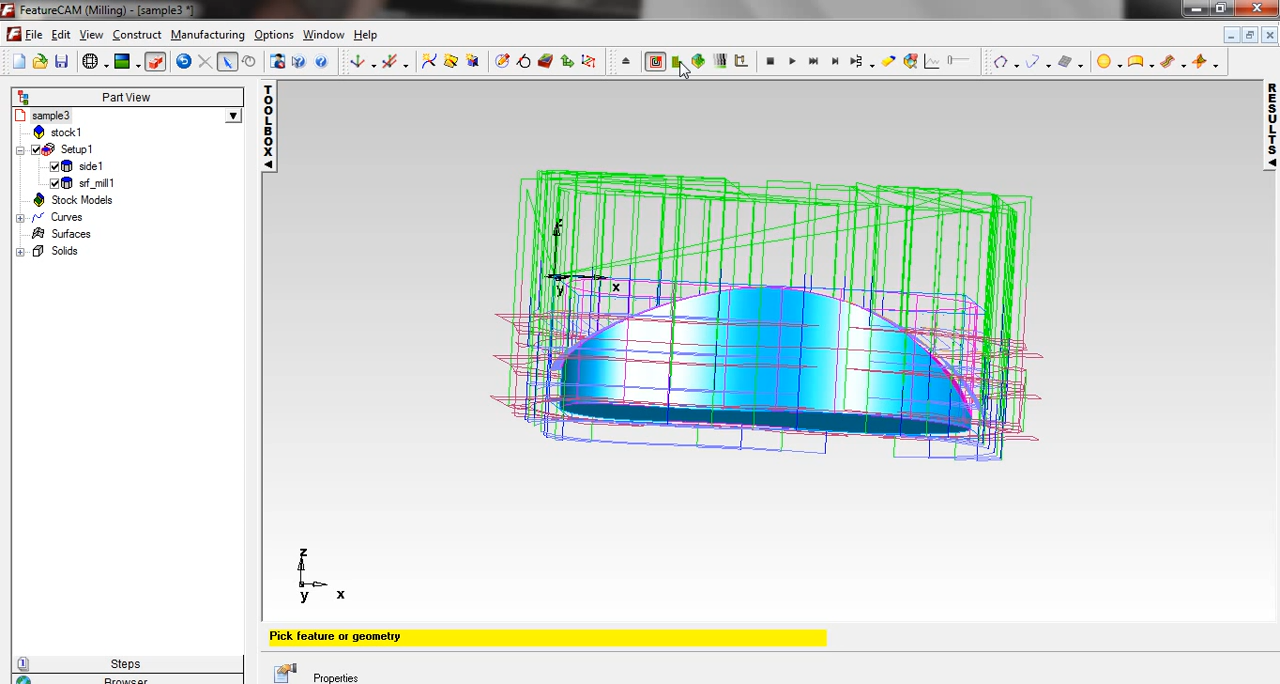 FeatureCAM (Milling) - [sample3 *]
File Edit View Construct Manufacturing Options Window Help
Part View
sample3
stock1
Setup1
side1
srf_mill1
Stock Models
Curves
Surfaces
Solids
Steps
Browser
TOOLBOX
RESULTS
z
y x
z
y x
Pick feature or geometry
Properties